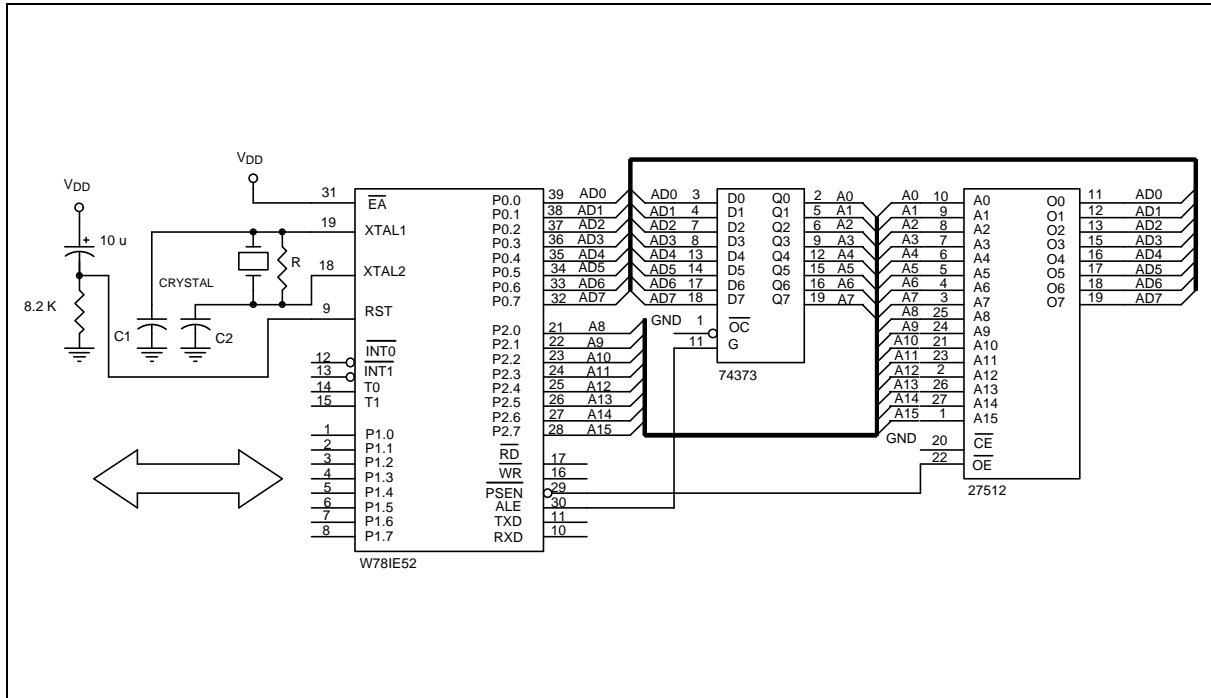 VDD
10 u
8.2 K
VDD
CRYSTAL
R
C1
C2
31 EA
19 XTAL1
18 XTAL2
9 RST
12 INT0
13 INT1
14 T0
15 T1
1 P1.0
2 P1.1
3 P1.2
4 P1.3
5 P1.4
6 P1.5
7 P1.6
8 P1.7
P0.0 39 AD0
P0.1 38 AD1
P0.2 37 AD2
P0.3 36 AD3
P0.4 35 AD4
P0.5 34 AD5
P0.6 33 AD6
P0.7 32 AD7
P2.0 21 A8
P2.1 22 A9
P2.2 23 A10
P2.3 24 A11
P2.4 25 A12
P2.5 26 A13
P2.6 27 A14
P2.7 28 A15
RD 17
WR 16
PSEN 29
ALE 30
TXD 11
RXD 10
W78IE52
AD0 3 D0 Q0 2 A0
AD1 4 D1 Q1 5 A1
AD2 7 D2 Q2 6 A2
AD3 8 D3 Q3 9 A3
AD4 13 D4 Q4 12 A4
AD5 14 D5 Q5 15 A5
AD6 17 D6 Q6 16 A6
AD7 18 D7 Q7 19 A7
GND 1 OC
11 G
74373
A0 10 A0 O0 11 AD0
A1 9 A1 O1 12 AD1
A2 8 A2 O2 13 AD2
A3 7 A3 O3 15 AD3
A4 6 A4 O4 16 AD4
A5 5 A5 O5 17 AD5
A6 4 A6 O6 18 AD6
A7 3 A7 O7 19 AD7
A8 25 A8
A9 24 A9
A10 21 A10
A11 23 A11
A12 2 A12
A13 26 A13
A14 27 A14
A15 1 A15
GND 20 CE
22 OE
27512